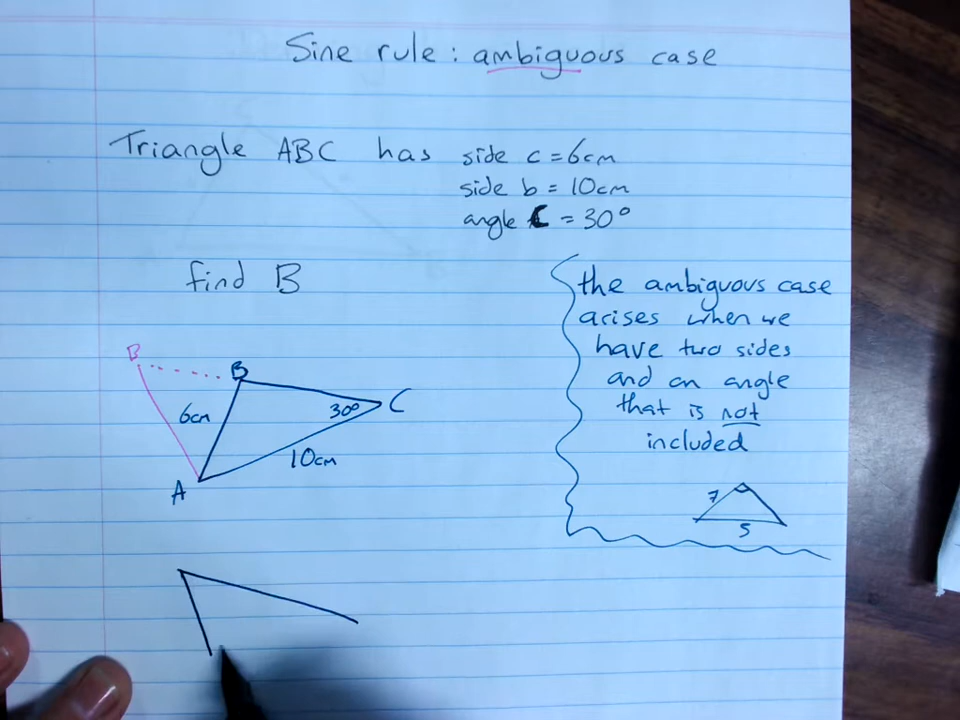 Sine rule: ambiguous case
Triangle ABC has side c = 6cm
side b = 10cm
angle C = 30°
find B
the ambiguous case
arises when we
have two sides
and an angle
that is not
included
B
B
6cm
30°
C
10cm
A
7
5